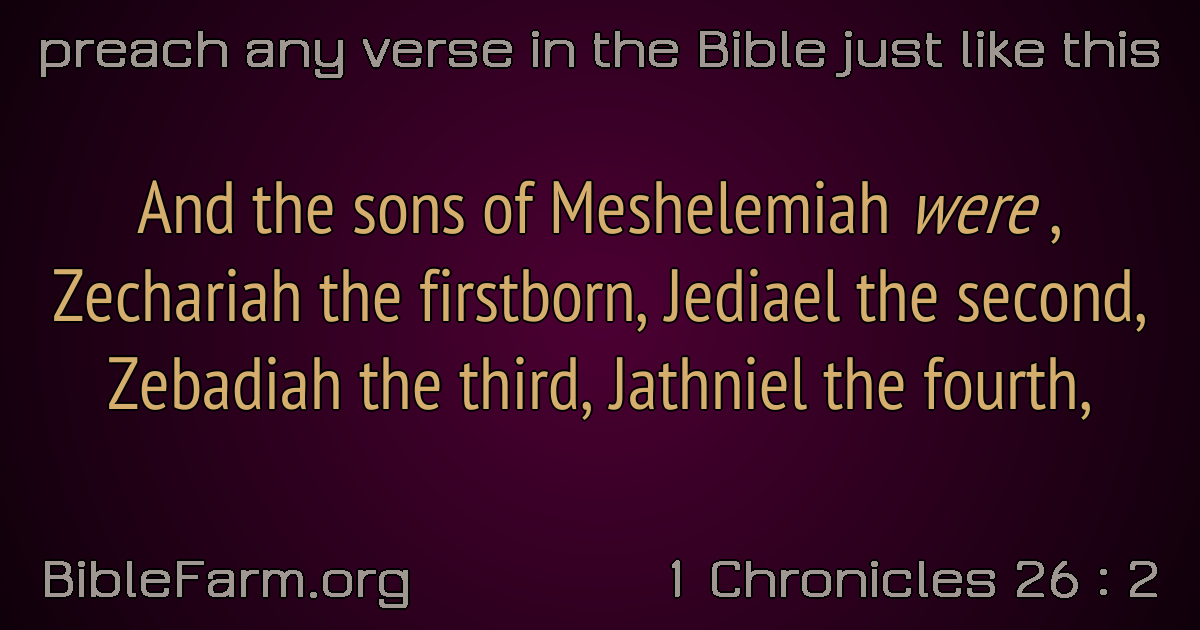 preach any verse in the Bible just like this
And the sons of Meshelemiah were ,
Zechariah the firstborn, Jediael the second,
Zebadiah the third, Jathniel the fourth,
BibleFarm.org
1 Chronicles 26 : 2